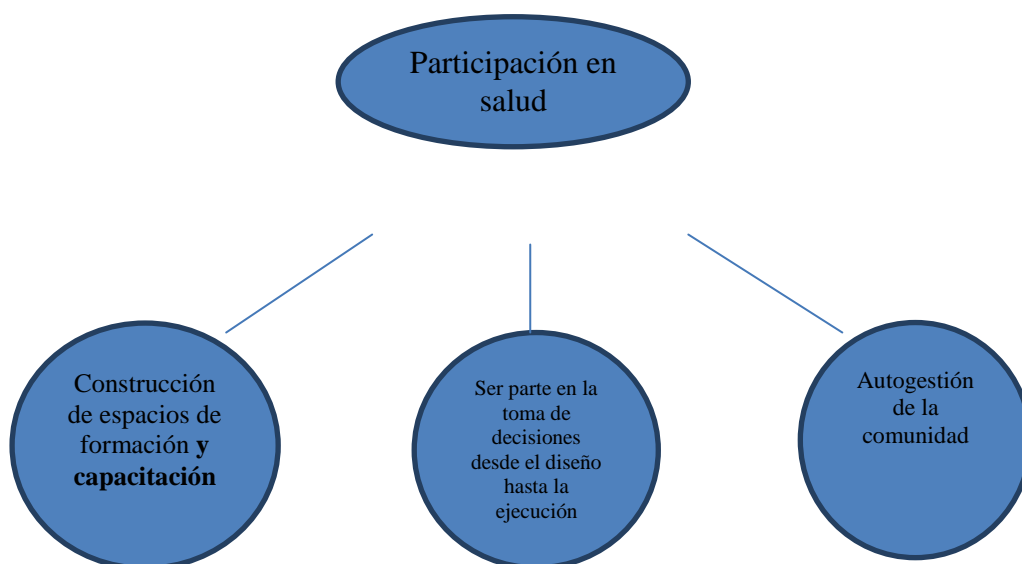 Participación en
salud
Construcción
de espacios de
formación y
capacitación
Ser parte en la
toma de
decisiones
desde el diseño
hasta la
ejecución
Autogestión
de la
comunidad